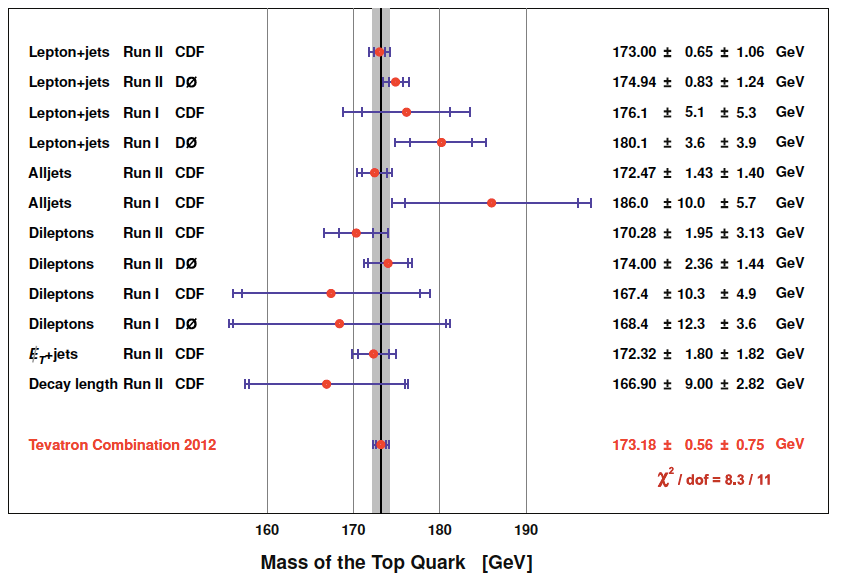 Lepton+jets Run II CDF 173.00 ± 0.65 ± 1.06 GeV
Lepton+jets Run II DØ 174.94 ± 0.83 ± 1.24 GeV
Lepton+jets Run I CDF 176.1 ± 5.1 ± 5.3 GeV
Lepton+jets Run I DØ 180.1 ± 3.6 ± 3.9 GeV
Alljets Run II CDF 172.47 ± 1.43 ± 1.40 GeV
Alljets Run I CDF 186.0 ± 10.0 ± 5.7 GeV
Dileptons Run II CDF 170.28 ± 1.95 ± 3.13 GeV
Dileptons Run II DØ 174.00 ± 2.36 ± 1.44 GeV
Dileptons Run I CDF 167.4 ± 10.3 ± 4.9 GeV
Dileptons Run I DØ 168.4 ± 12.3 ± 3.6 GeV
E̸T+jets Run II CDF 172.32 ± 1.80 ± 1.82 GeV
Decay length Run II CDF 166.90 ± 9.00 ± 2.82 GeV
Tevatron Combination 2012 173.18 ± 0.56 ± 0.75 GeV
χ² / dof = 8.3 / 11
160 170 180 190
Mass of the Top Quark [GeV]